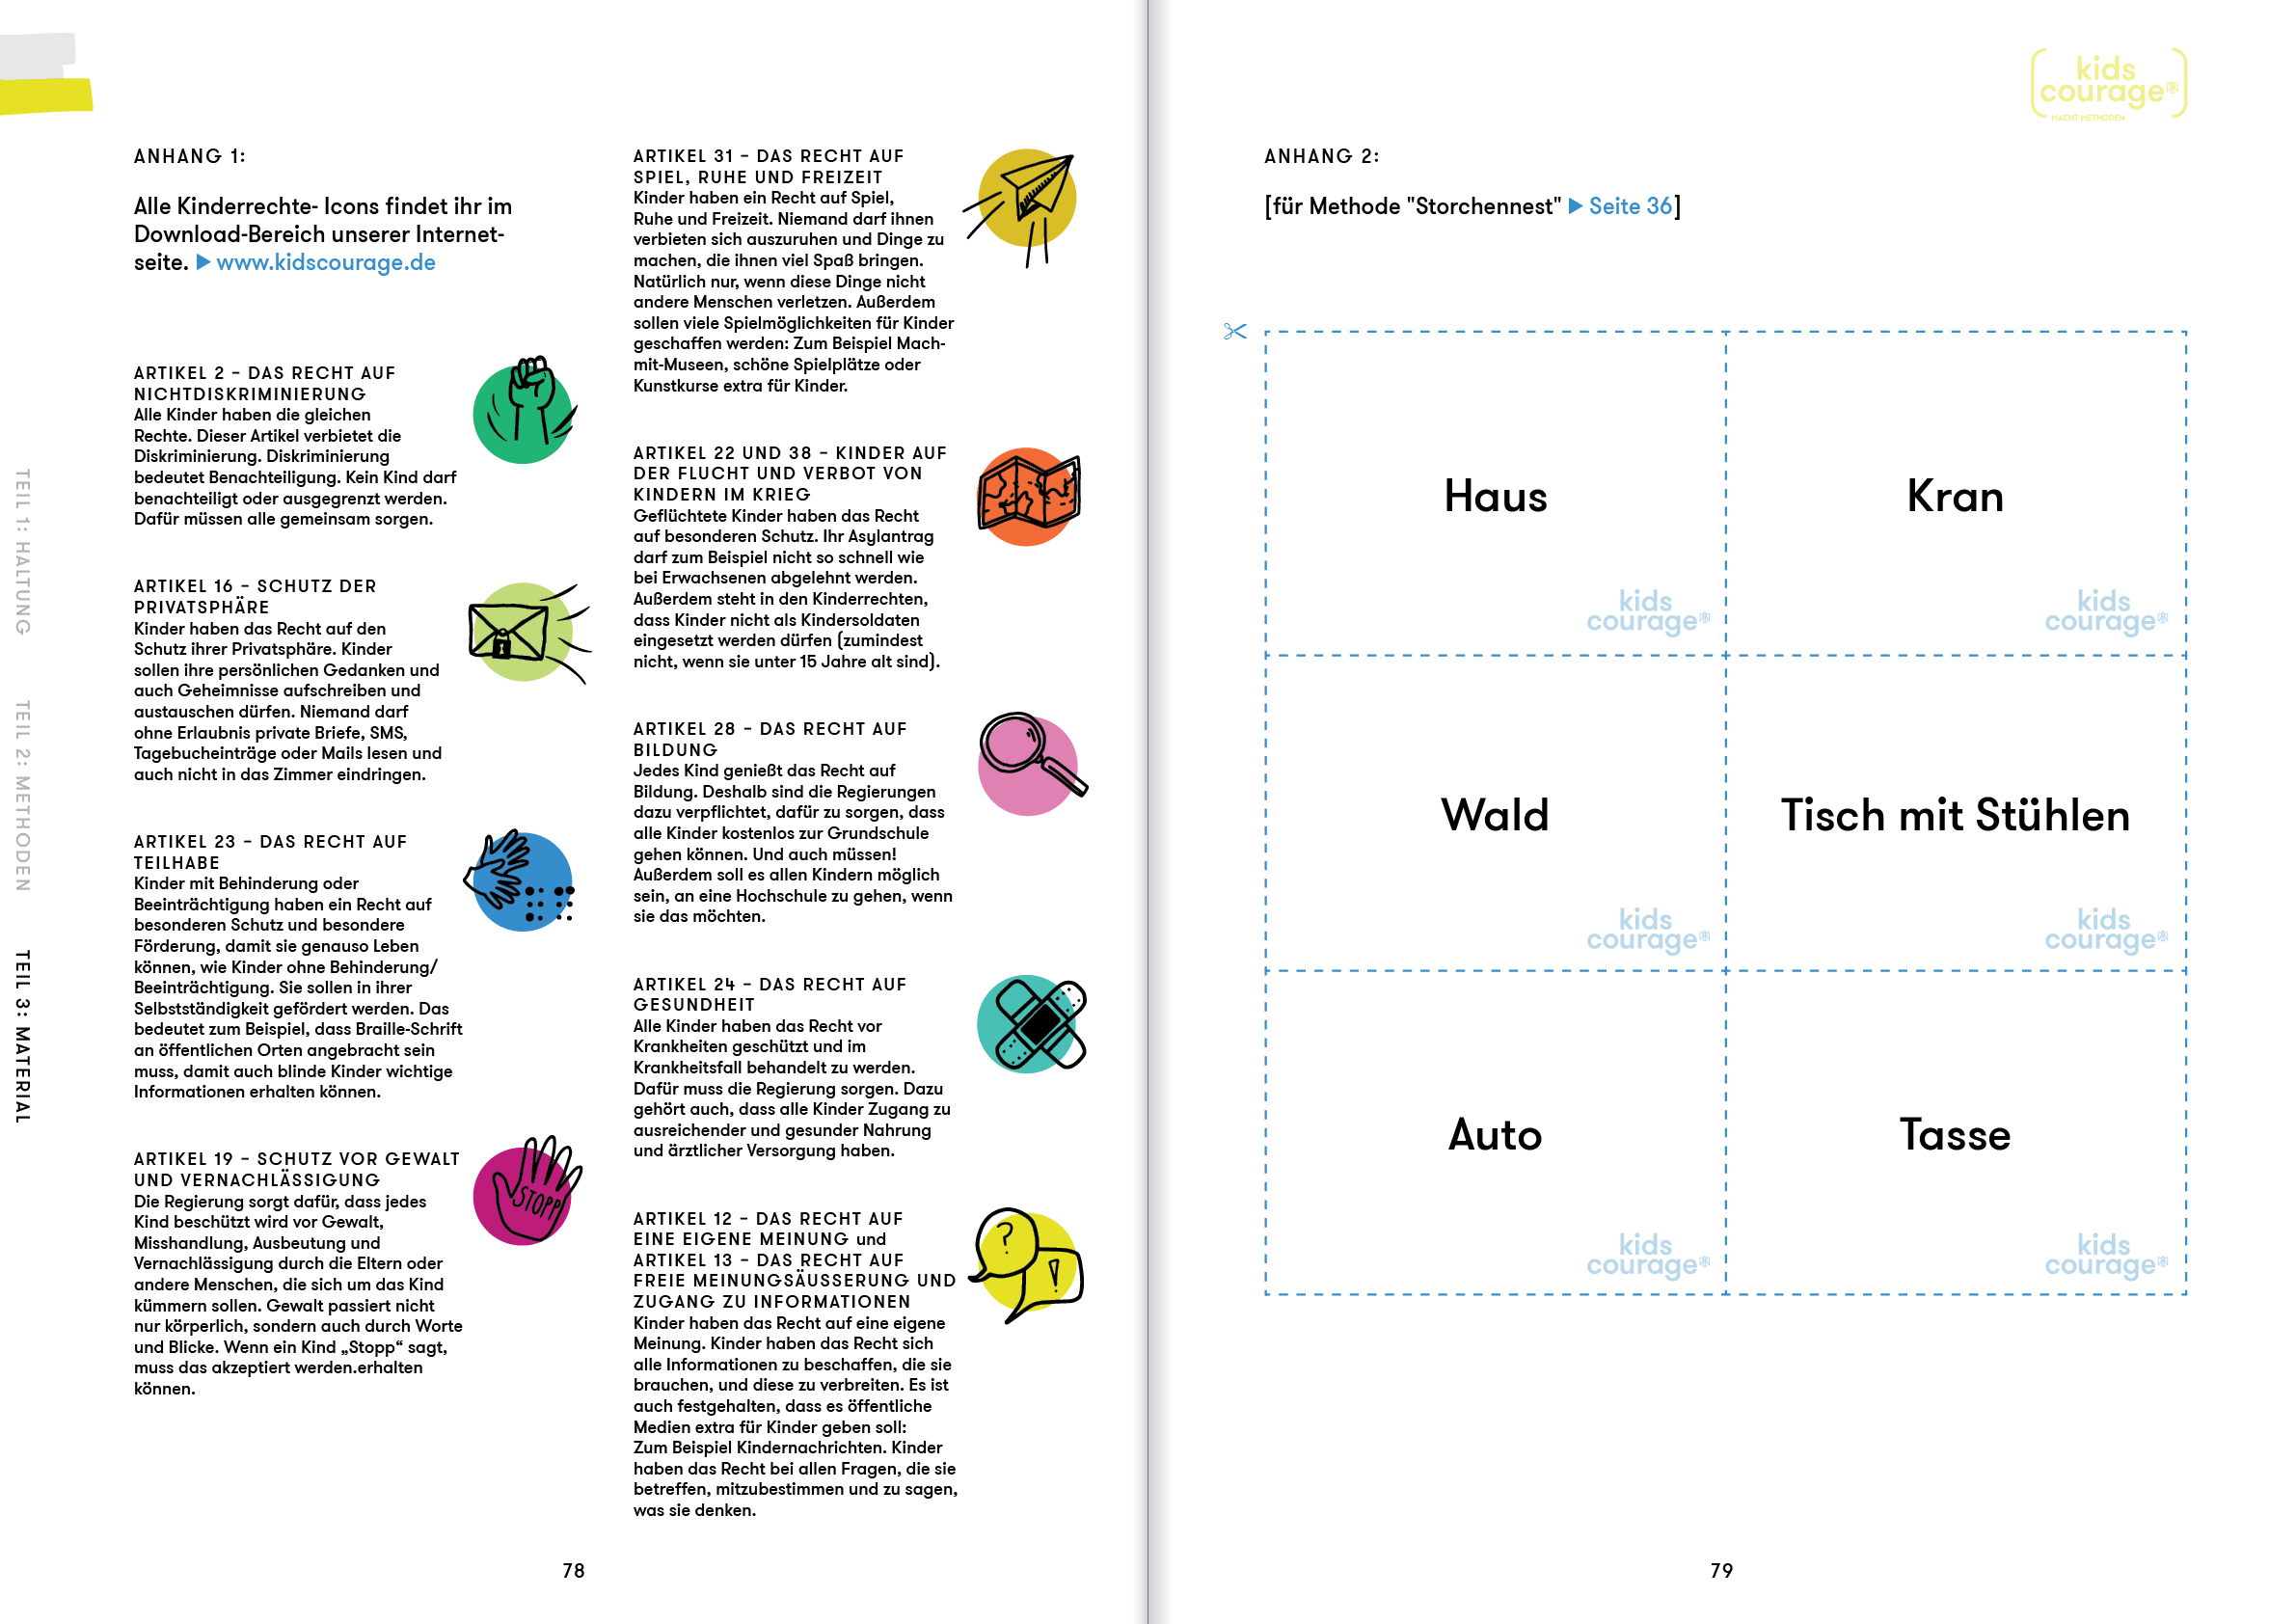 ANHANG 1:
Alle Kinderrechte- Icons findet ihr im
Download-Bereich unserer Internet-
seite. ▶ www.kidscourage.de
ARTIKEL 2 – DAS RECHT AUF
NICHTDISKRIMINIERUNG
Alle Kinder haben die gleichen
Rechte. Dieser Artikel verbietet die
Diskriminierung. Diskriminierung
bedeutet Benachteiligung. Kein Kind darf
benachteiligt oder ausgegrenzt werden.
Dafür müssen alle gemeinsam sorgen.
ARTIKEL 16 – SCHUTZ DER
PRIVATSPHÄRE
Kinder haben das Recht auf den
Schutz ihrer Privatsphäre. Kinder
sollen ihre persönlichen Gedanken und
auch Geheimnisse aufschreiben und
austauschen dürfen. Niemand darf
ohne Erlaubnis private Briefe, SMS,
Tagebucheinträge oder Mails lesen und
auch nicht in das Zimmer eindringen.
ARTIKEL 23 – DAS RECHT AUF
TEILHABE
Kinder mit Behinderung oder
Beeinträchtigung haben ein Recht auf
besonderen Schutz und besondere
Förderung, damit sie genauso Leben
können, wie Kinder ohne Behinderung/
Beeinträchtigung. Sie sollen in ihrer
Selbstständigkeit gefördert werden. Das
bedeutet zum Beispiel, dass Braille-Schrift
an öffentlichen Orten angebracht sein
muss, damit auch blinde Kinder wichtige
Informationen erhalten können.
ARTIKEL 19 – SCHUTZ VOR GEWALT
UND VERNACHLÄSSIGUNG
Die Regierung sorgt dafür, dass jedes
Kind beschützt wird vor Gewalt,
Misshandlung, Ausbeutung und
Vernachlässigung durch die Eltern oder
andere Menschen, die sich um das Kind
kümmern sollen. Gewalt passiert nicht
nur körperlich, sondern auch durch Worte
und Blicke. Wenn ein Kind „Stopp“ sagt,
muss das akzeptiert werden.erhalten
können.
STOPP
ARTIKEL 31 – DAS RECHT AUF
SPIEL, RUHE UND FREIZEIT
Kinder haben ein Recht auf Spiel,
Ruhe und Freizeit. Niemand darf ihnen
verbieten sich auszuruhen und Dinge zu
machen, die ihnen viel Spaß bringen.
Natürlich nur, wenn diese Dinge nicht
andere Menschen verletzen. Außerdem
sollen viele Spielmöglichkeiten für Kinder
geschaffen werden: Zum Beispiel Mach-
mit-Museen, schöne Spielplätze oder
Kunstkurse extra für Kinder.
ARTIKEL 22 UND 38 – KINDER AUF
DER FLUCHT UND VERBOT VON
KINDERN IM KRIEG
Geflüchtete Kinder haben das Recht
auf besonderen Schutz. Ihr Asylantrag
darf zum Beispiel nicht so schnell wie
bei Erwachsenen abgelehnt werden.
Außerdem steht in den Kinderrechten,
dass Kinder nicht als Kindersoldaten
eingesetzt werden dürfen (zumindest
nicht, wenn sie unter 15 Jahre alt sind).
ARTIKEL 28 – DAS RECHT AUF
BILDUNG
Jedes Kind genießt das Recht auf
Bildung. Deshalb sind die Regierungen
dazu verpflichtet, dafür zu sorgen, dass
alle Kinder kostenlos zur Grundschule
gehen können. Und auch müssen!
Außerdem soll es allen Kindern möglich
sein, an eine Hochschule zu gehen, wenn
sie das möchten.
ARTIKEL 24 – DAS RECHT AUF
GESUNDHEIT
Alle Kinder haben das Recht vor
Krankheiten geschützt und im
Krankheitsfall behandelt zu werden.
Dafür muss die Regierung sorgen. Dazu
gehört auch, dass alle Kinder Zugang zu
ausreichender und gesunder Nahrung
und ärztlicher Versorgung haben.
ARTIKEL 12 – DAS RECHT AUF
EINE EIGENE MEINUNG und
ARTIKEL 13 – DAS RECHT AUF
FREIE MEINUNGSÄUSSERUNG UND
ZUGANG ZU INFORMATIONEN
Kinder haben das Recht auf eine eigene
Meinung. Kinder haben das Recht sich
alle Informationen zu beschaffen, die sie
brauchen, und diese zu verbreiten. Es ist
auch festgehalten, dass es öffentliche
Medien extra für Kinder geben soll:
Zum Beispiel Kindernachrichten. Kinder
haben das Recht bei allen Fragen, die sie
betreffen, mitzubestimmen und zu sagen,
was sie denken.
?
!
TEIL 1: HALTUNG
TEIL 2: METHODEN
TEIL 3: MATERIAL
78
kids
courage
MACHT METHODEN
ANHANG 2:
[für Methode "Storchennest" ▶ Seite 36]
Haus
kids
courage
Kran
kids
courage
Wald
kids
courage
Tisch mit Stühlen
kids
courage
Auto
kids
courage
Tasse
kids
courage
79